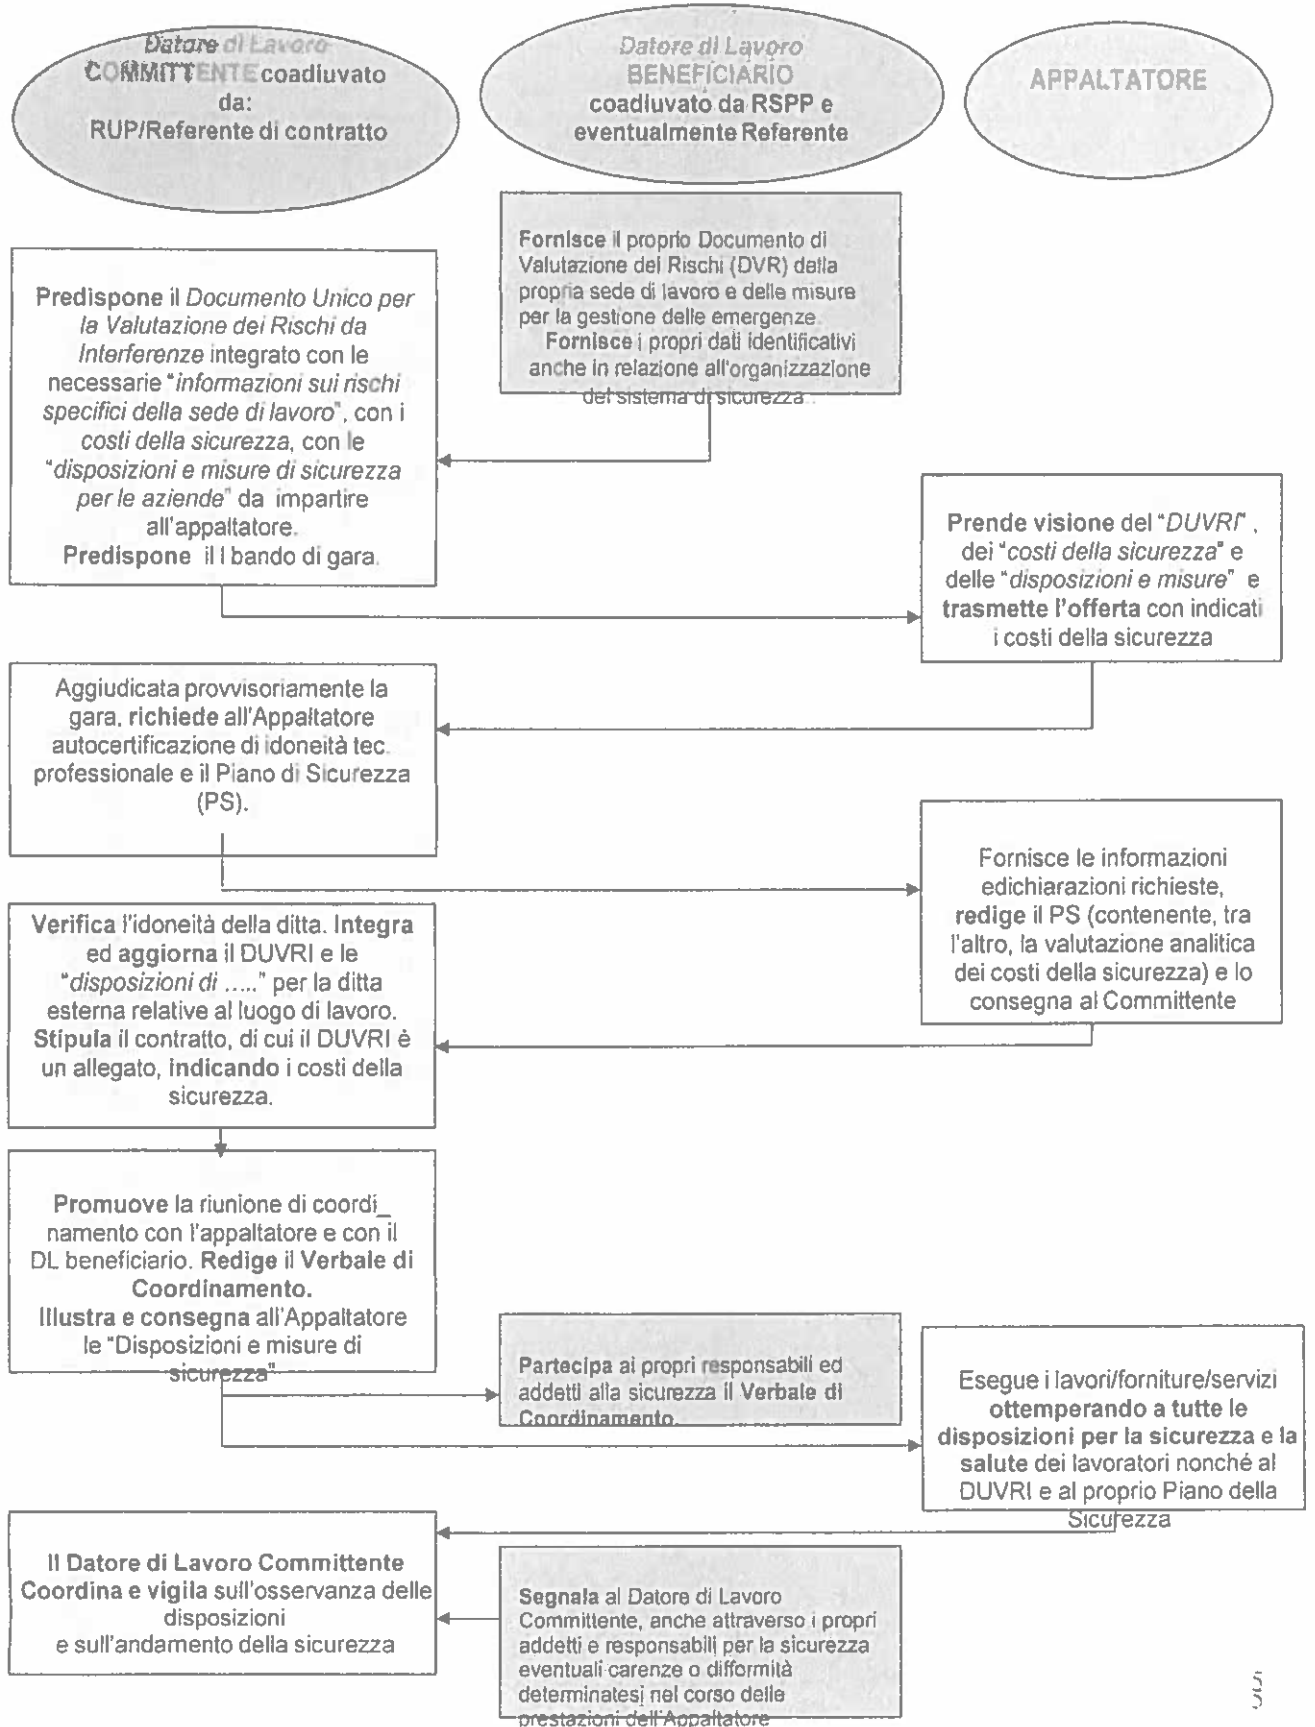 Datore di Lavoro
COMMITTENTE coadiuvato
da:
RUP/Referente di contratto
Datore di Lavoro
BENEFICIARIO
coadiuvato da RSPP e
eventualmente Referente
APPALTATORE
Fornisce il proprio Documento di
Valutazione dei Rischi (DVR) della
propria sede di lavoro e delle misure
per la gestione delle emergenze.
Fornisce i propri dati identificativi
anche in relazione all'organizzazione
del sistema di sicurezza.
Predispone il Documento Unico per
la Valutazione dei Rischi da
Interferenze integrato con le
necessarie "informazioni sui rischi
specifici della sede di lavoro", con i
costi della sicurezza, con le
"disposizioni e misure di sicurezza
per le aziende" da impartire
all'appaltatore.
Predispone il l bando di gara.
Prende visione del "DUVRI",
dei "costi della sicurezza" e
delle "disposizioni e misure" e
trasmette l'offerta con indicati
i costi della sicurezza
Aggiudicata provvisoriamente la
gara, richiede all'Appaltatore
autocertificazione di idoneità tec.
professionale e il Piano di Sicurezza
(PS).
Fornisce le informazioni
edichiarazioni richieste,
redige il PS (contenente, tra
l'altro, la valutazione analitica
dei costi della sicurezza) e lo
consegna al Committente
Verifica l'idoneità della ditta. Integra
ed aggiorna il DUVRI e le
"disposizioni di ….." per la ditta
esterna relative al luogo di lavoro.
Stipula il contratto, di cui il DUVRI è
un allegato, indicando i costi della
sicurezza.
Promuove la riunione di coordi_
namento con l'appaltatore e con il
DL beneficiario. Redige il Verbale di
Coordinamento.
Illustra e consegna all'Appaltatore
le "Disposizioni e misure di
sicurezza"
Partecipa ai propri responsabili ed
addetti alla sicurezza il Verbale di
Coordinamento.
Esegue i lavori/forniture/servizi
ottemperando a tutte le
disposizioni per la sicurezza e la
salute dei lavoratori nonché al
DUVRI e al proprio Piano della
Sicurezza
Il Datore di Lavoro Committente
Coordina e vigila sull'osservanza delle
disposizioni
e sull'andamento della sicurezza
Segnala al Datore di Lavoro
Committente, anche attraverso i propri
addetti e responsabili per la sicurezza
eventuali carenze o difformità
determinatesi nel corso delle
prestazioni dell'Appaltatore
5
5